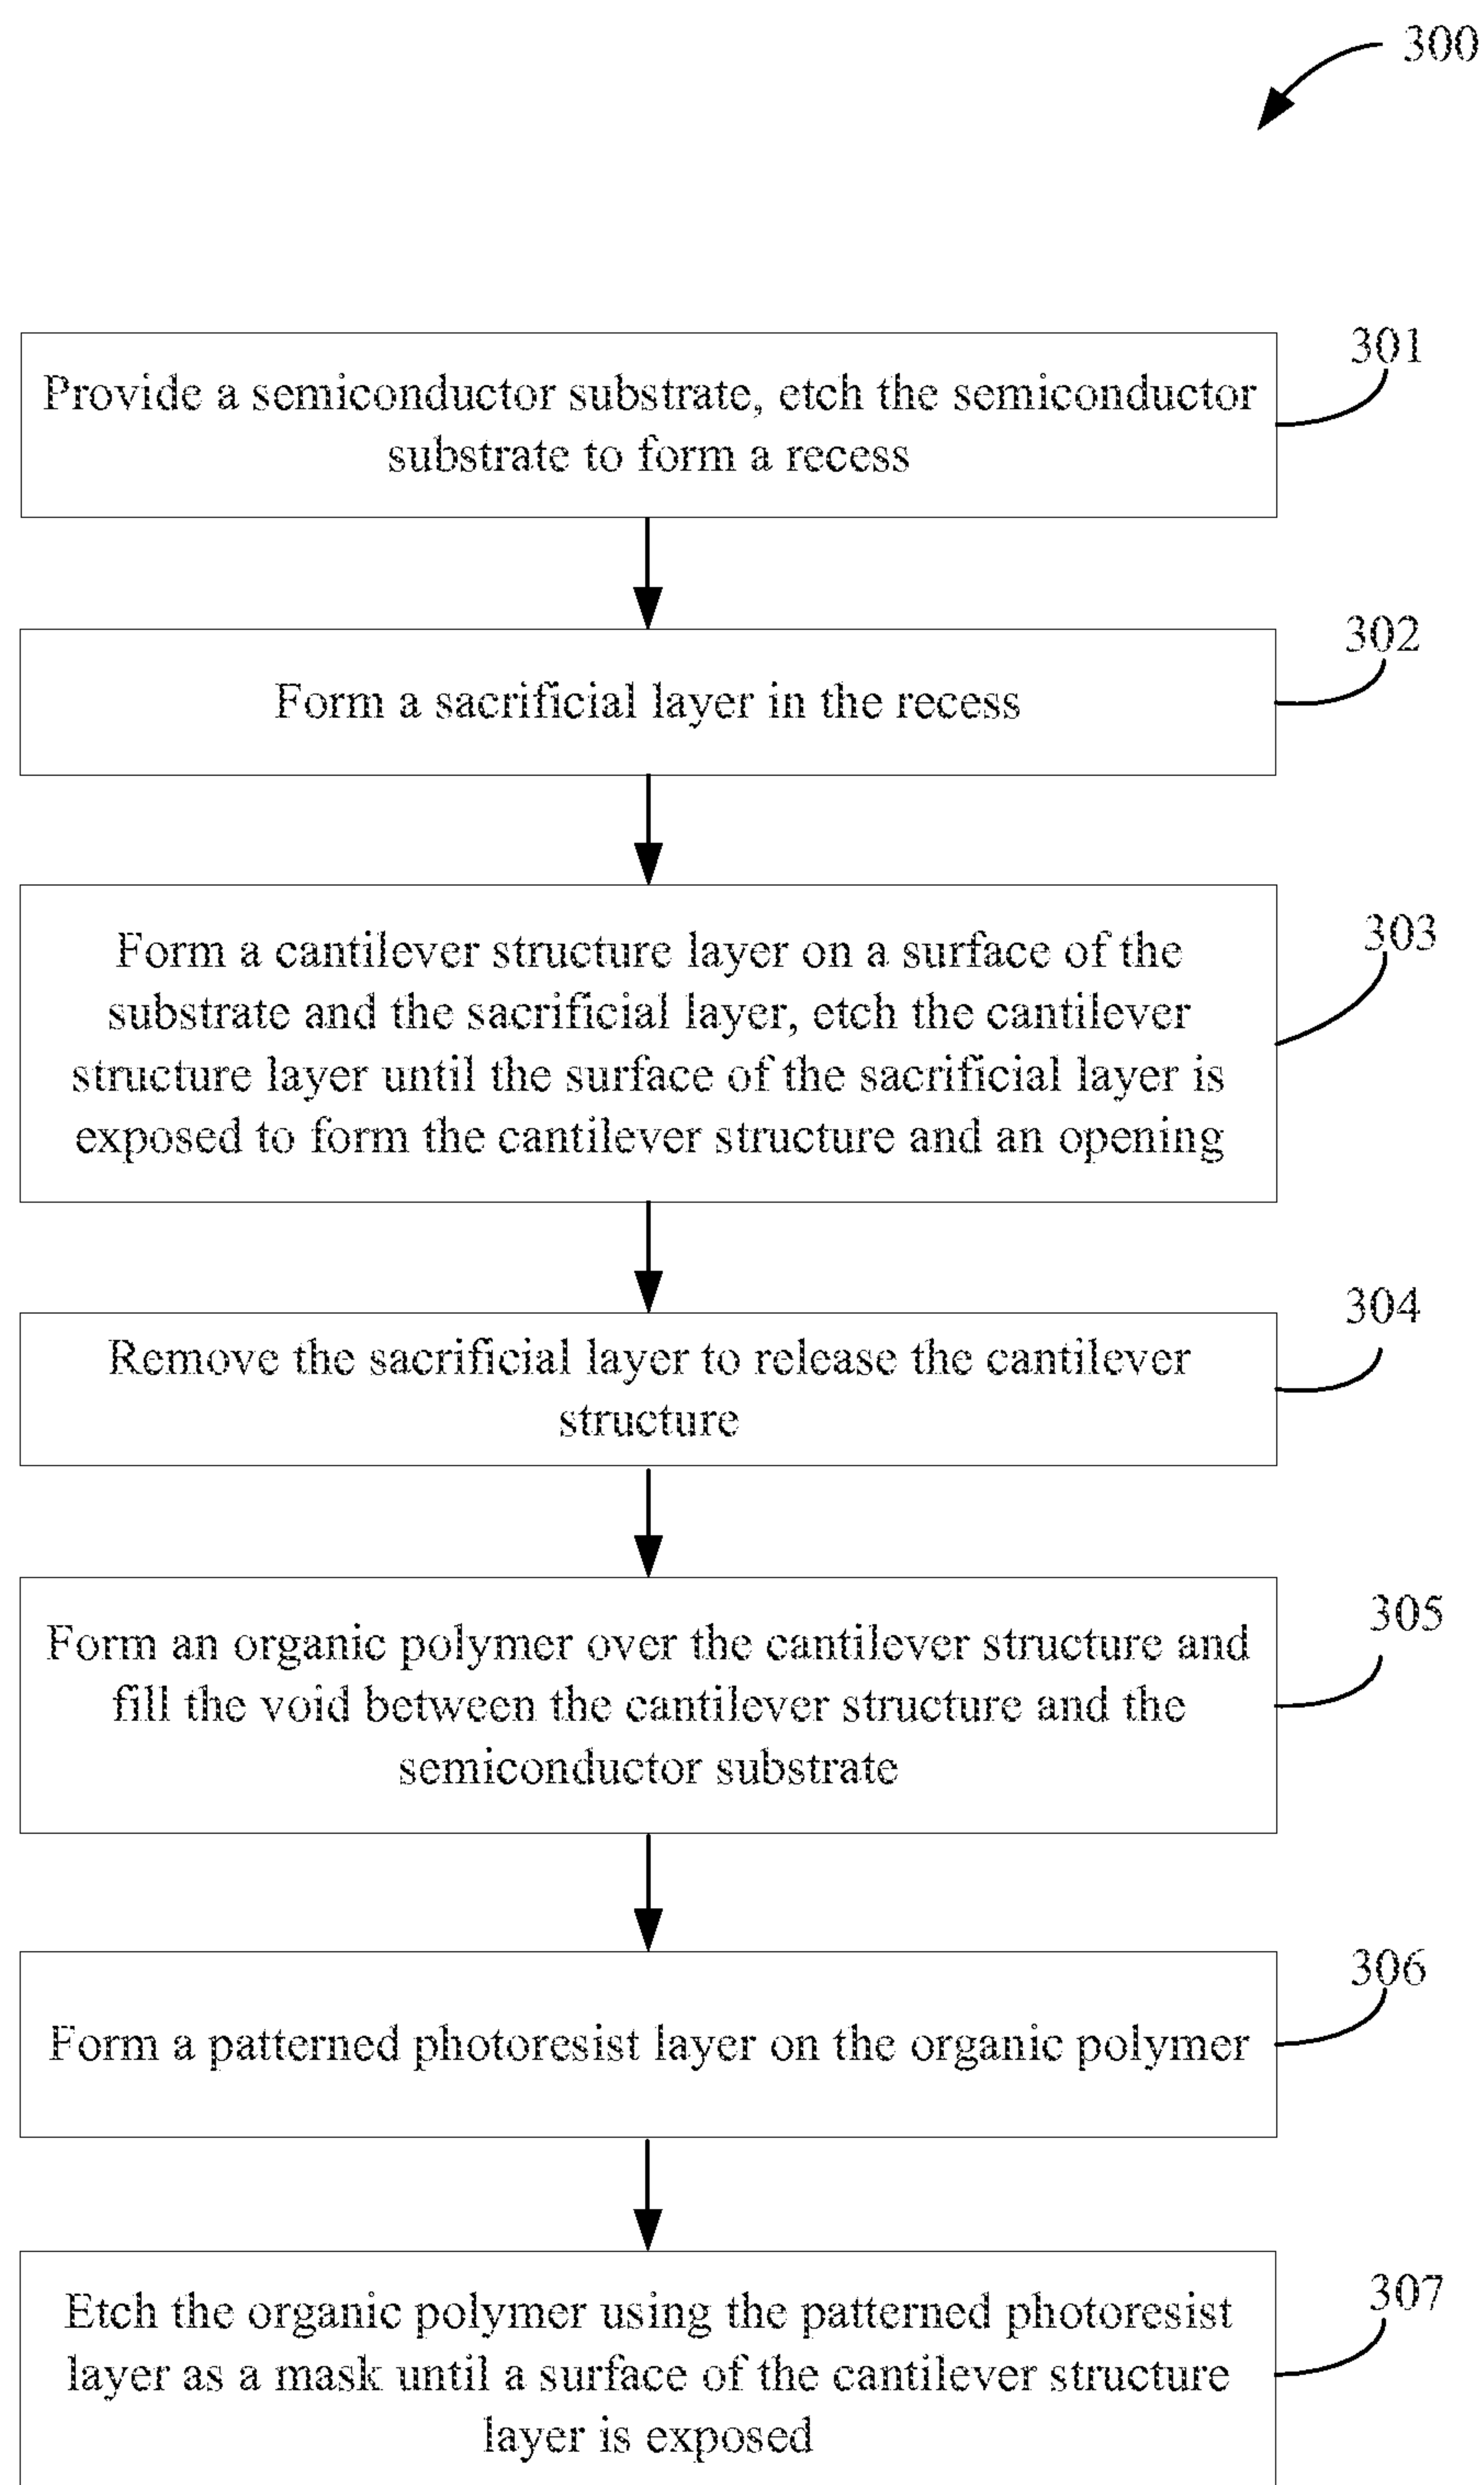 300
301
Provide a semiconductor substrate, etch the semiconductor
substrate to form a recess
302
Form a sacrificial layer in the recess
303
Form a cantilever structure layer on a surface of the
substrate and the sacrificial layer, etch the cantilever
structure layer until the surface of the sacrificial layer is
exposed to form the cantilever structure and an opening
304
Remove the sacrificial layer to release the cantilever
structure
305
Form an organic polymer over the cantilever structure and
fill the void between the cantilever structure and the
semiconductor substrate
306
Form a patterned photoresist layer on the organic polymer
307
Etch the organic polymer using the patterned photoresist
layer as a mask until a surface of the cantilever structure
layer is exposed